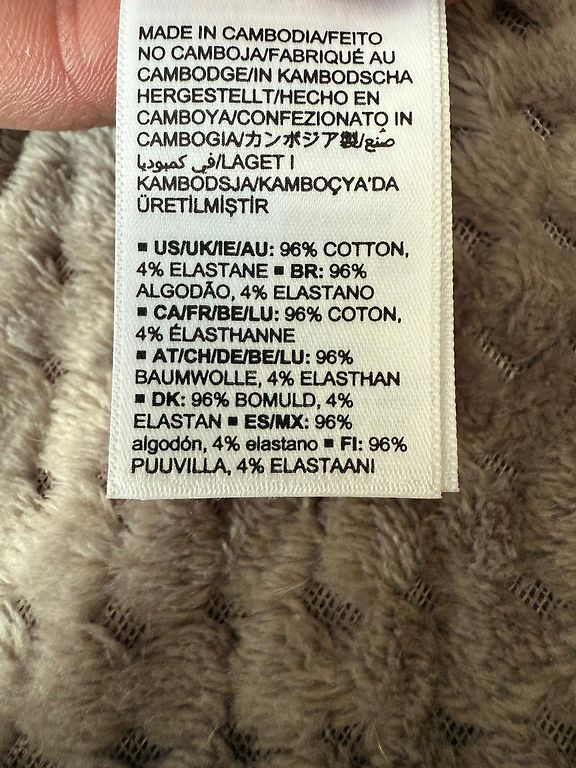 MADE IN CAMBODIA/FEITO
NO CAMBOJA/FABRIQUÉ AU
CAMBODGE/IN KAMBODSCHA
HERGESTELLT/HECHO EN
CAMBOYA/CONFEZIONATO IN
CAMBOGIA/カンボジア製/صُنع
في كمبوديا/LAGET I
KAMBODSJA/KAMBOÇYA'DA
ÜRETİLMİŞTİR
▪ US/UK/IE/AU: 96% COTTON,
4% ELASTANE ▪ BR: 96%
ALGODÃO, 4% ELASTANO
▪ CA/FR/BE/LU: 96% COTON,
4% ÉLASTHANNE
▪ AT/CH/DE/BE/LU: 96%
BAUMWOLLE, 4% ELASTHAN
▪ DK: 96% BOMULD, 4%
ELASTAN ▪ ES/MX: 96%
algodón, 4% elastano ▪ FI: 96%
PUUVILLA, 4% ELASTAANI